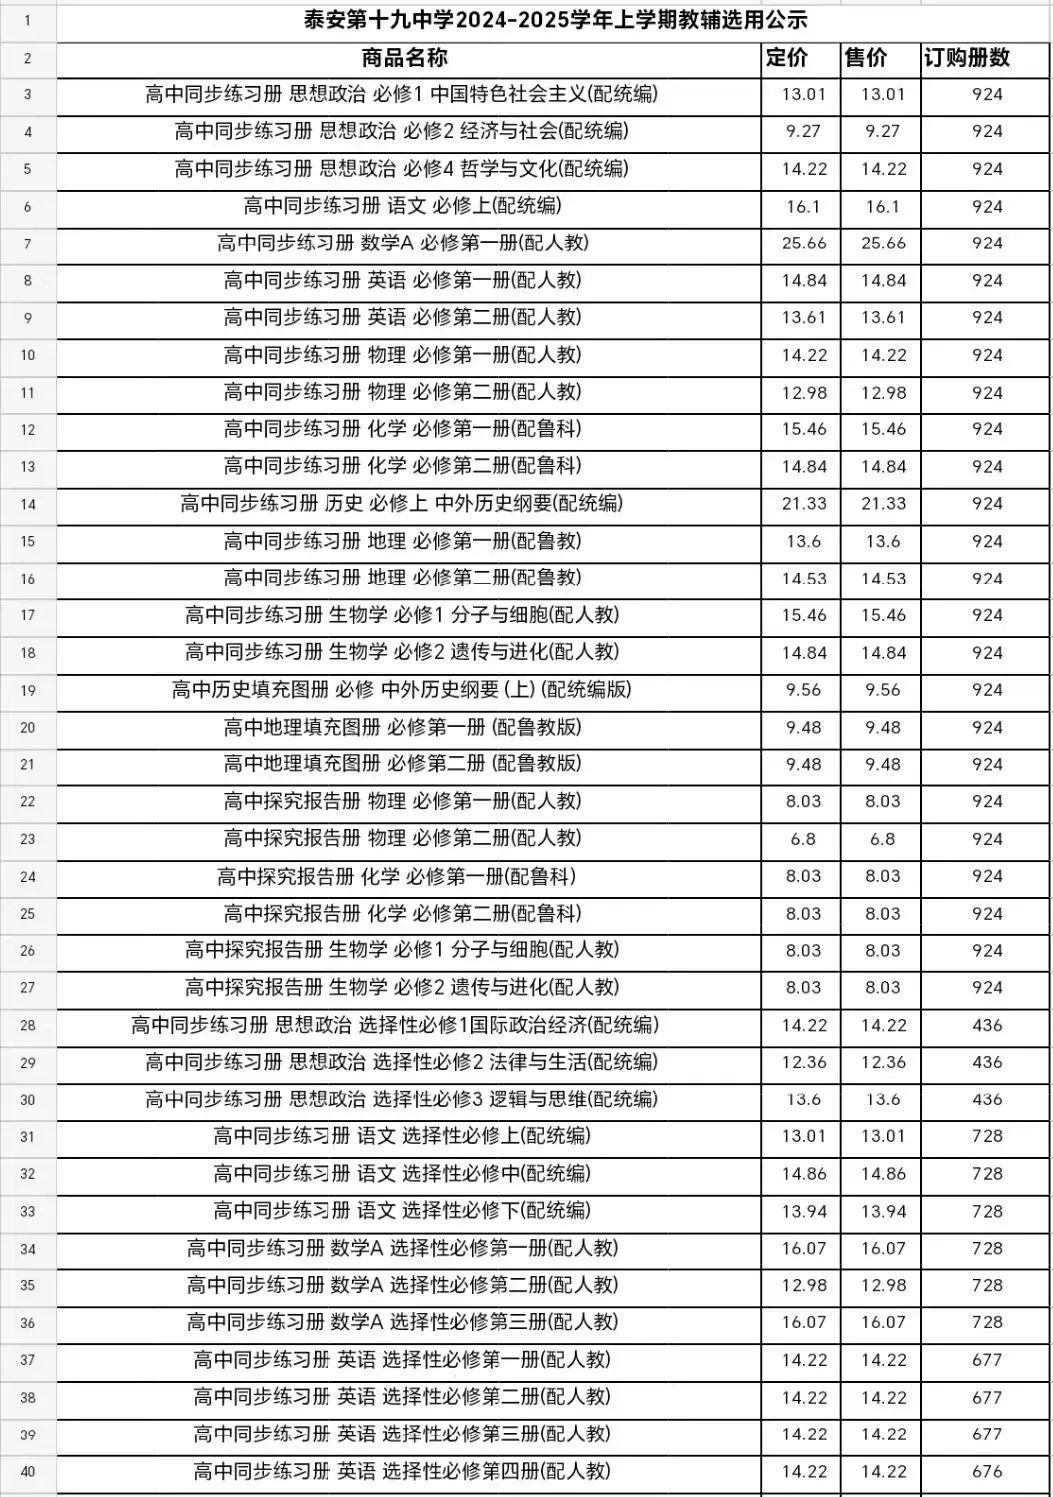 1 泰安第十九中学2024-2025学年上学期教辅选用公示
2 商品名称 定价 售价 订购册数
3 高中同步练习册 思想政治 必修1 中国特色社会主义(配统编) 13.01 13.01 924
4 高中同步练习册 思想政治 必修2 经济与社会(配统编) 9.27 9.27 924
5 高中同步练习册 思想政治 必修4 哲学与文化(配统编) 14.22 14.22 924
6 高中同步练习册 语文 必修上(配统编) 16.1 16.1 924
7 高中同步练习册 数学A 必修第一册(配人教) 25.66 25.66 924
8 高中同步练习册 英语 必修第一册(配人教) 14.84 14.84 924
9 高中同步练习册 英语 必修第二册(配人教) 13.61 13.61 924
10 高中同步练习册 物理 必修第一册(配人教) 14.22 14.22 924
11 高中同步练习册 物理 必修第二册(配人教) 12.98 12.98 924
12 高中同步练习册 化学 必修第一册(配鲁科) 15.46 15.46 924
13 高中同步练习册 化学 必修第二册(配鲁科) 14.84 14.84 924
14 高中同步练习册 历史 必修上 中外历史纲要(配统编) 21.33 21.33 924
15 高中同步练习册 地理 必修第一册(配鲁教) 13.6 13.6 924
16 高中同步练习册 地理 必修第二册(配鲁教) 14.53 14.53 924
17 高中同步练习册 生物学 必修1 分子与细胞(配人教) 15.46 15.46 924
18 高中同步练习册 生物学 必修2 遗传与进化(配人教) 14.84 14.84 924
19 高中历史填充图册 必修 中外历史纲要 (上) (配统编版) 9.56 9.56 924
20 高中地理填充图册 必修第一册 (配鲁教版) 9.48 9.48 924
21 高中地理填充图册 必修第二册 (配鲁教版) 9.48 9.48 924
22 高中探究报告册 物理 必修第一册(配人教) 8.03 8.03 924
23 高中探究报告册 物理 必修第二册(配人教) 6.8 6.8 924
24 高中探究报告册 化学 必修第一册(配鲁科) 8.03 8.03 924
25 高中探究报告册 化学 必修第二册(配鲁科) 8.03 8.03 924
26 高中探究报告册 生物学 必修1 分子与细胞(配人教) 8.03 8.03 924
27 高中探究报告册 生物学 必修2 遗传与进化(配人教) 8.03 8.03 924
28 高中同步练习册 思想政治 选择性必修1国际政治经济(配统编) 14.22 14.22 436
29 高中同步练习册 思想政治 选择性必修2 法律与生活(配统编) 12.36 12.36 436
30 高中同步练习册 思想政治 选择性必修3 逻辑与思维(配统编) 13.6 13.6 436
31 高中同步练习册 语文 选择性必修上(配统编) 13.01 13.01 728
32 高中同步练习册 语文 选择性必修中(配统编) 14.86 14.86 728
33 高中同步练习册 语文 选择性必修下(配统编) 13.94 13.94 728
34 高中同步练习册 数学A 选择性必修第一册(配人教) 16.07 16.07 728
35 高中同步练习册 数学A 选择性必修第二册(配人教) 12.98 12.98 728
36 高中同步练习册 数学A 选择性必修第三册(配人教) 16.07 16.07 728
37 高中同步练习册 英语 选择性必修第一册(配人教) 14.22 14.22 677
38 高中同步练习册 英语 选择性必修第二册(配人教) 14.22 14.22 677
39 高中同步练习册 英语 选择性必修第三册(配人教) 14.22 14.22 677
40 高中同步练习册 英语 选择性必修第四册(配人教) 14.22 14.22 676